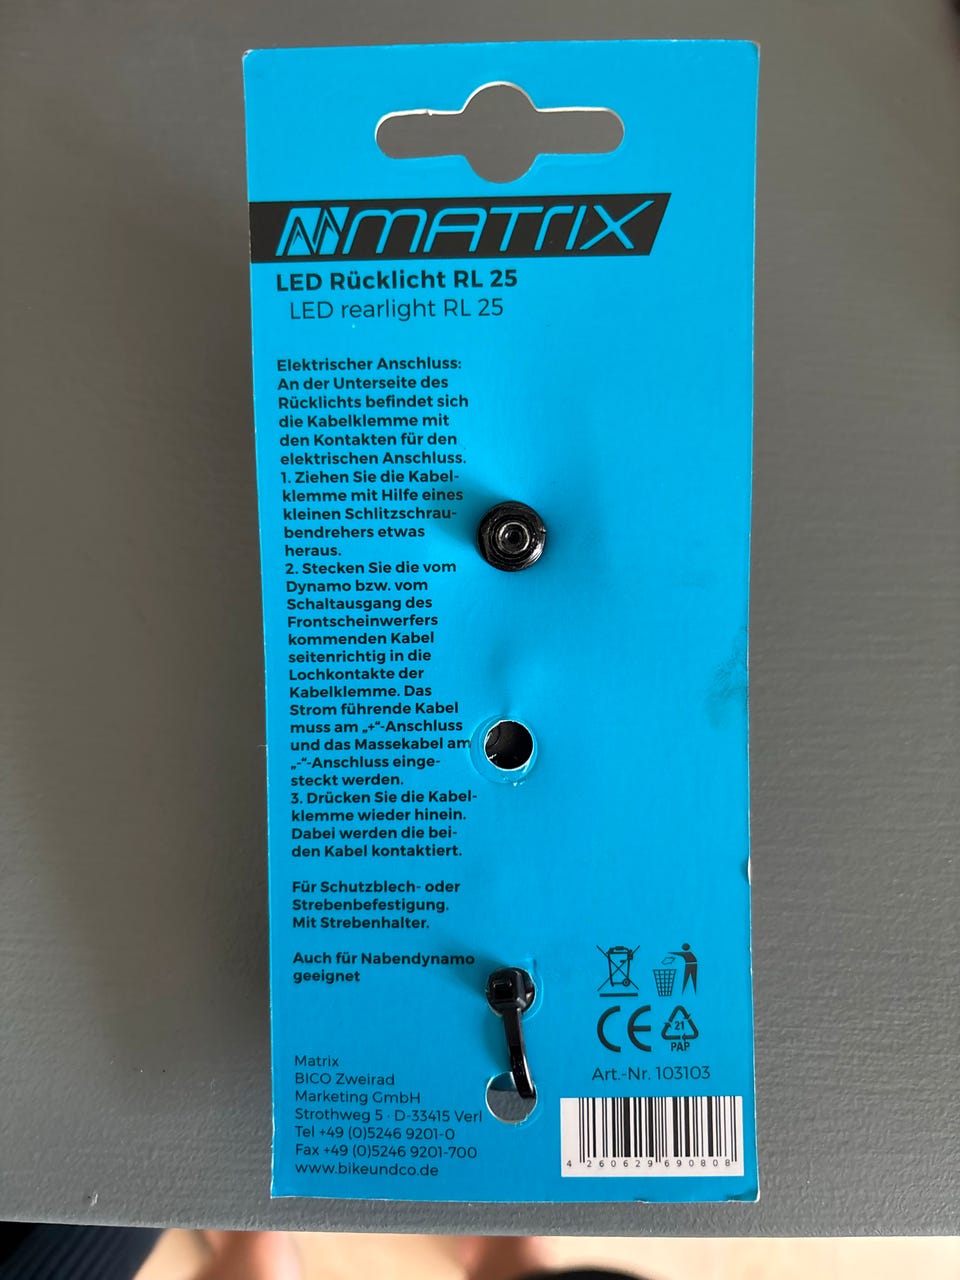 MATRIX
LED Rücklicht RL 25
LED rearlight RL 25
Elektrischer Anschluss:
An der Unterseite des
Rücklichts befindet sich
die Kabelklemme mit
den Kontakten für den
elektrischen Anschluss.
1. Ziehen Sie die Kabel-
klemme mit Hilfe eines
kleinen Schlitzschrau-
bendrehers etwas
heraus.
2. Stecken Sie die vom
Dynamo bzw. vom
Schaltausgang des
Frontscheinwerfers
kommenden Kabel
seitenrichtig in die
Lochkontakte der
Kabelklemme. Das
Strom führende Kabel
muss am „+“-Anschluss
und das Massekabel am
„-“-Anschluss einge-
steckt werden.
3. Drücken Sie die Kabel-
klemme wieder hinein.
Dabei werden die bei-
den Kabel kontaktiert.
Für Schutzblech- oder
Strebenbefestigung.
Mit Strebenhalter.
Auch für Nabendynamo
geeignet
Matrix
BICO Zweirad
Marketing GmbH
Strothweg 5 · D-33415 Verl
Tel +49 (0)5246 9201-0
Fax +49 (0)5246 9201-700
www.bikeundco.de
CE
21
PAP
Art.-Nr. 103103
4 260629 690808